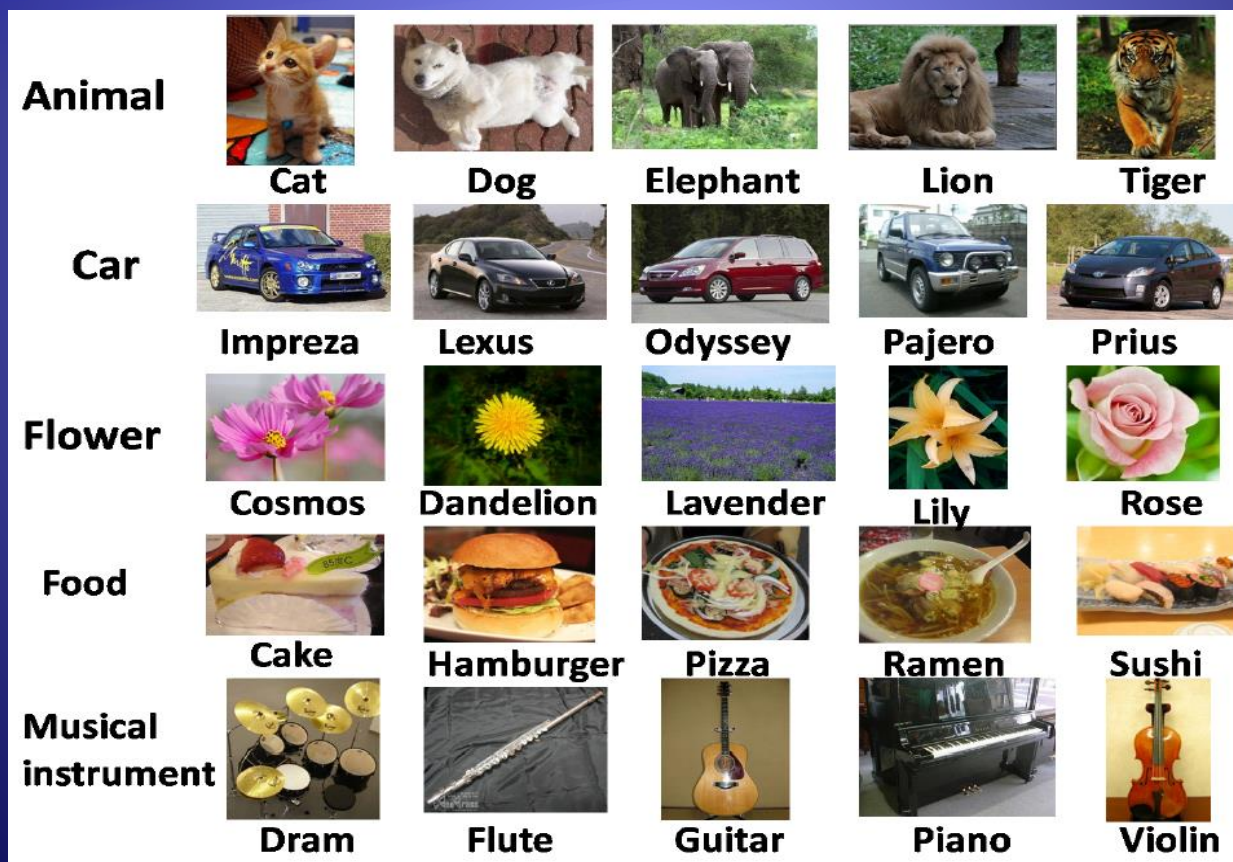 Animal
Cat Dog Elephant Lion Tiger
Car
Impreza Lexus Odyssey Pajero Prius
Flower
Cosmos Dandelion Lavender Lily Rose
Food
85°C
Cake Hamburger Pizza Ramen Sushi
Musical
instrument
Dram Flute Guitar Piano Violin